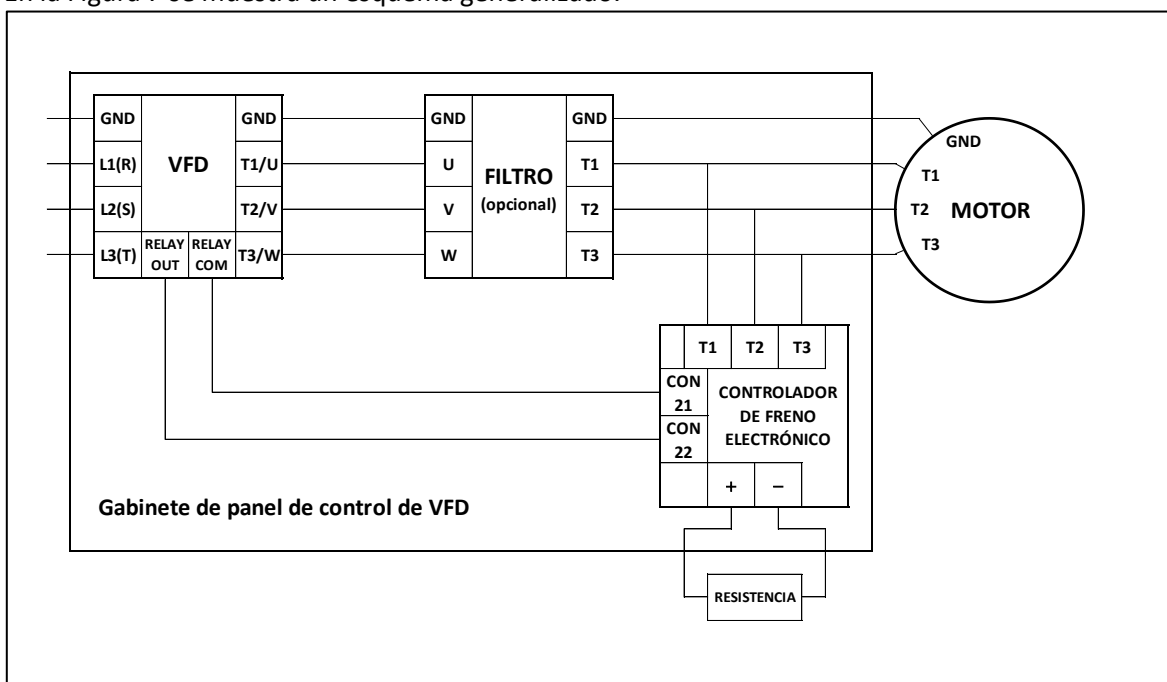 En la Figura 7 se muestra un esquema generalizado.
GND
VFD
GND
L1(R)
T1/U
L2(S)
T2/V
L3(T)
RELAY
OUT
RELAY
COM
T3/W
GND
FILTRO
(opcional)
GND
U
T1
V
T2
W
T3
GND
T1
T2
MOTOR
T3
T1
T2
T3
CON
21
CON
22
CONTROLADOR
DE FRENO
ELECTRÓNICO
+
−
Gabinete de panel de control de VFD
RESISTENCIA